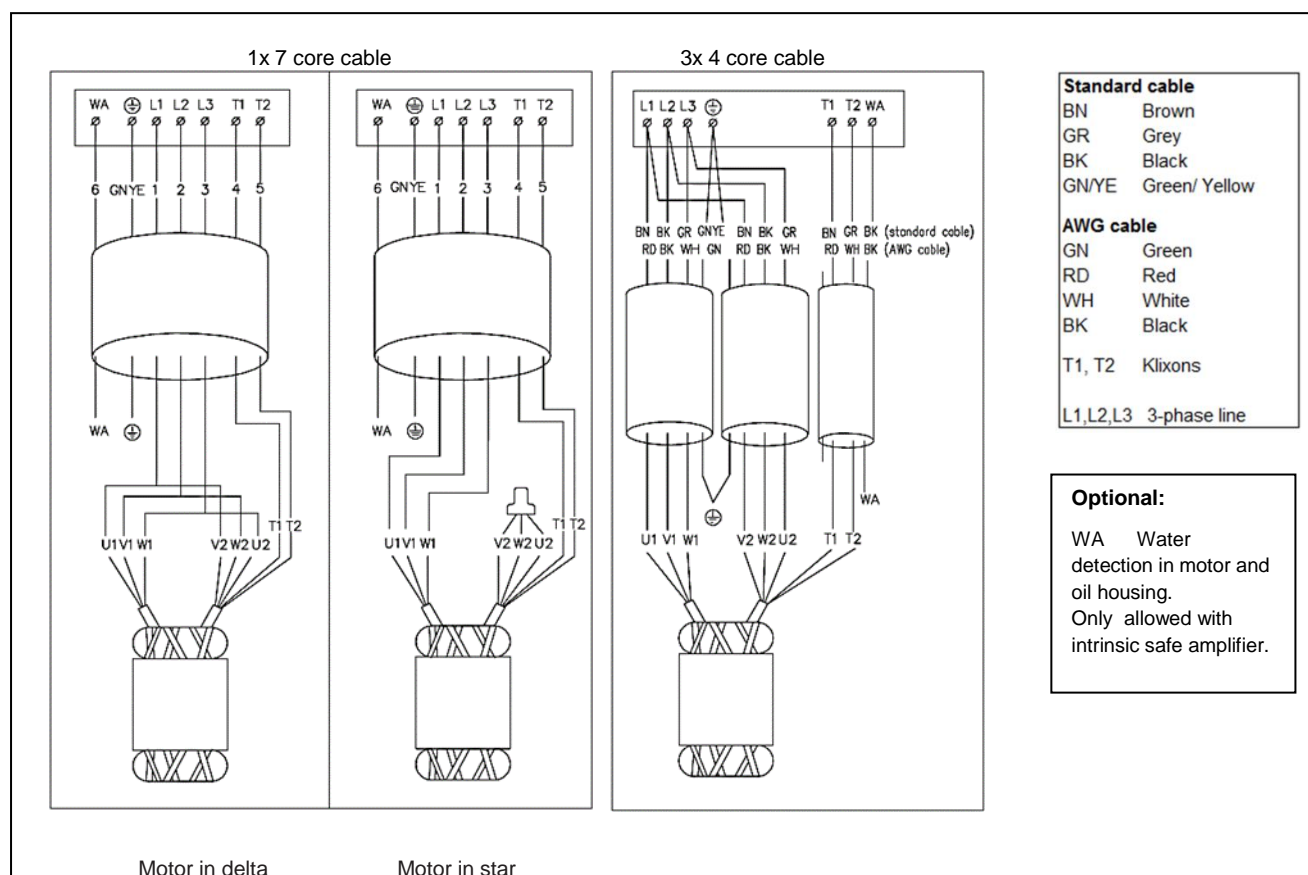 1x 7 core cable
3x 4 core cable
WA L1 L2 L3 T1 T2
6 GNYE 1 2 3 4 5
WA
T1 T2
U1 V1 W1 V2 W2 U2
Motor in delta
WA L1 L2 L3 T1 T2
6 GNYE 1 2 3 4 5
WA
T1 T2
U1 V1 W1 V2 W2 U2
Motor in star
L1 L2 L3 T1 T2 WA
BN BK GR GNYE BN BK GR BN GR BK (standard cable)
RD BK WH GN RD BK WH RD WH BK (AWG cable)
WA
U1 V1 W1 V2 W2 U2 T1 T2
Standard cable
BN Brown
GR Grey
BK Black
GN/YE Green/ Yellow
AWG cable
GN Green
RD Red
WH White
BK Black
T1, T2 Klixons
L1,L2,L3 3-phase line
Optional:
WA Water
detection in motor and
oil housing.
Only allowed with
intrinsic safe amplifier.